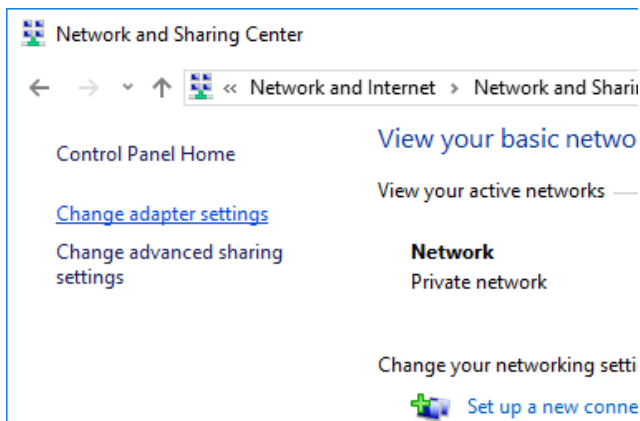 Network and Sharing Center
« Network and Internet > Network and Shari
Control Panel Home
Change adapter settings
Change advanced sharing
settings
View your basic netwo
View your active networks
Network
Private network
Change your networking setti
Set up a new conne